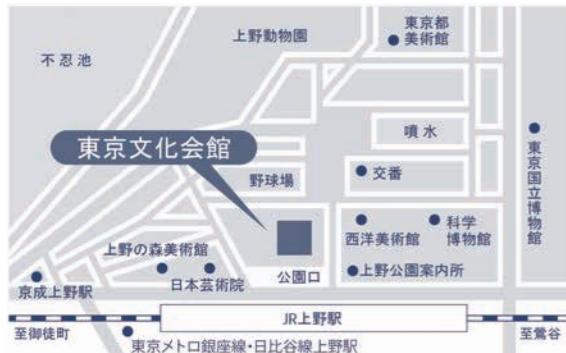 東京都
美術館
上野動物園
不忍池
噴水
東京文化会館
野球場
交番
東京国立博物館
西洋美術館
科学
博物館
上野の森美術館
日本芸術院
公園口
上野公園案内所
京成上野駅
JR上野駅
至御徒町
至鶯谷
東京メトロ銀座線・日比谷線上野駅